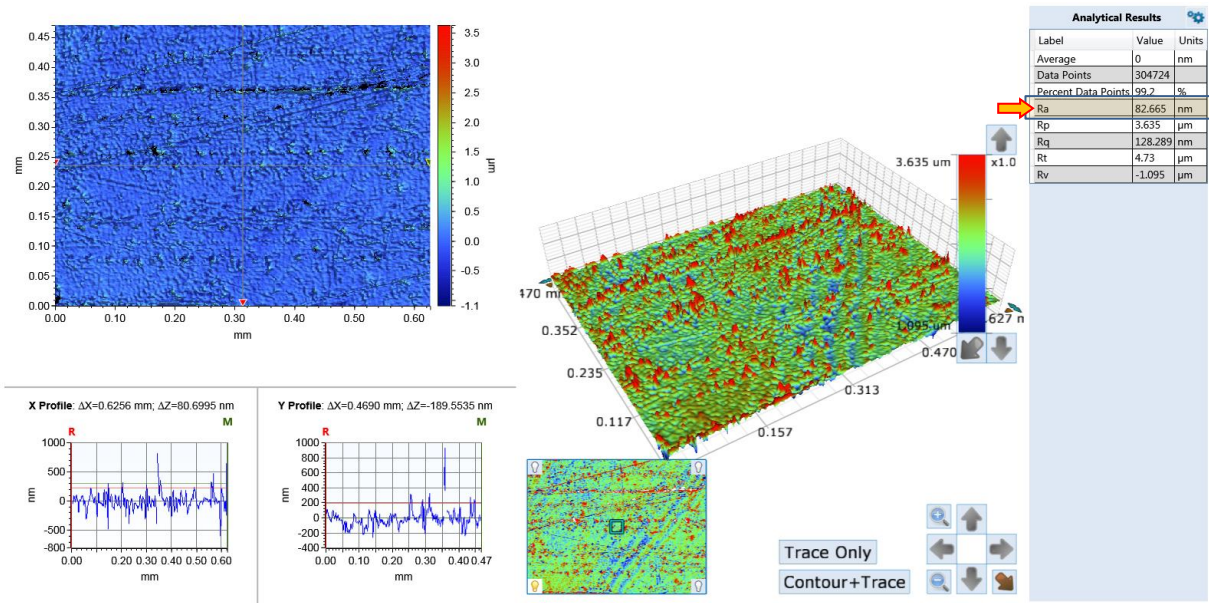 0.45
0.40
0.35
0.30
0.25
0.20
0.15
0.10
0.05
0.00
mm
0.00 0.10 0.20 0.30 0.40 0.50 0.60
mm
3.5
3.0
2.5
2.0
1.5
1.0
0.5
0.0
-0.5
-1.1
µm
X Profile: ΔX=0.6256 mm; ΔZ=80.6995 nm
R M
1000
500
0
-500
-800
nm
0.00 0.10 0.20 0.30 0.40 0.50 0.60
mm
Y Profile: ΔX=0.4690 mm; ΔZ=-189.5535 nm
R M
1000
800
600
400
200
0
-200
-400
nm
0.00 0.10 0.20 0.30 0.40 0.47
mm
3.635 um
x1.0
1.095 um
470 m
0.352
0.235
0.117
0.157
0.313
0.470
.627
Trace Only
Contour+Trace
Analytical Results
Label Value Units
Average 0 nm
Data Points 304724
Percent Data Points 99.2 %
Ra 82.665 nm
Rp 3.635 µm
Rq 128.289 nm
Rt 4.73 µm
Rv -1.095 µm